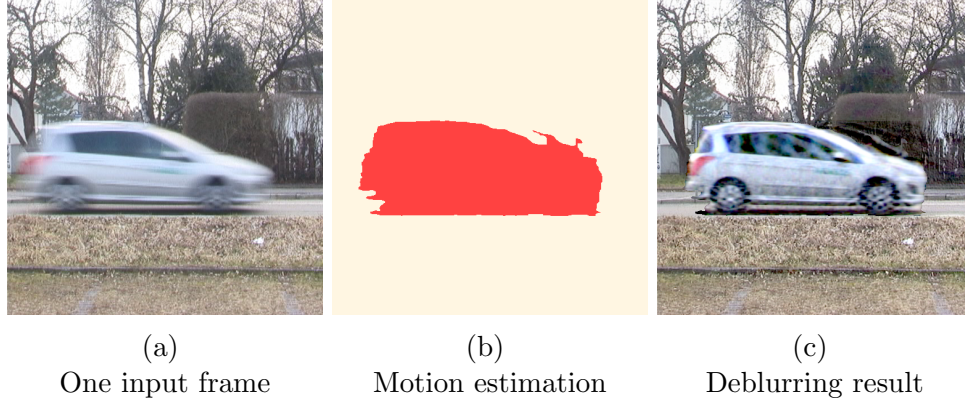 (a)
(b)
(c)
One input frame
Motion estimation
Deblurring result